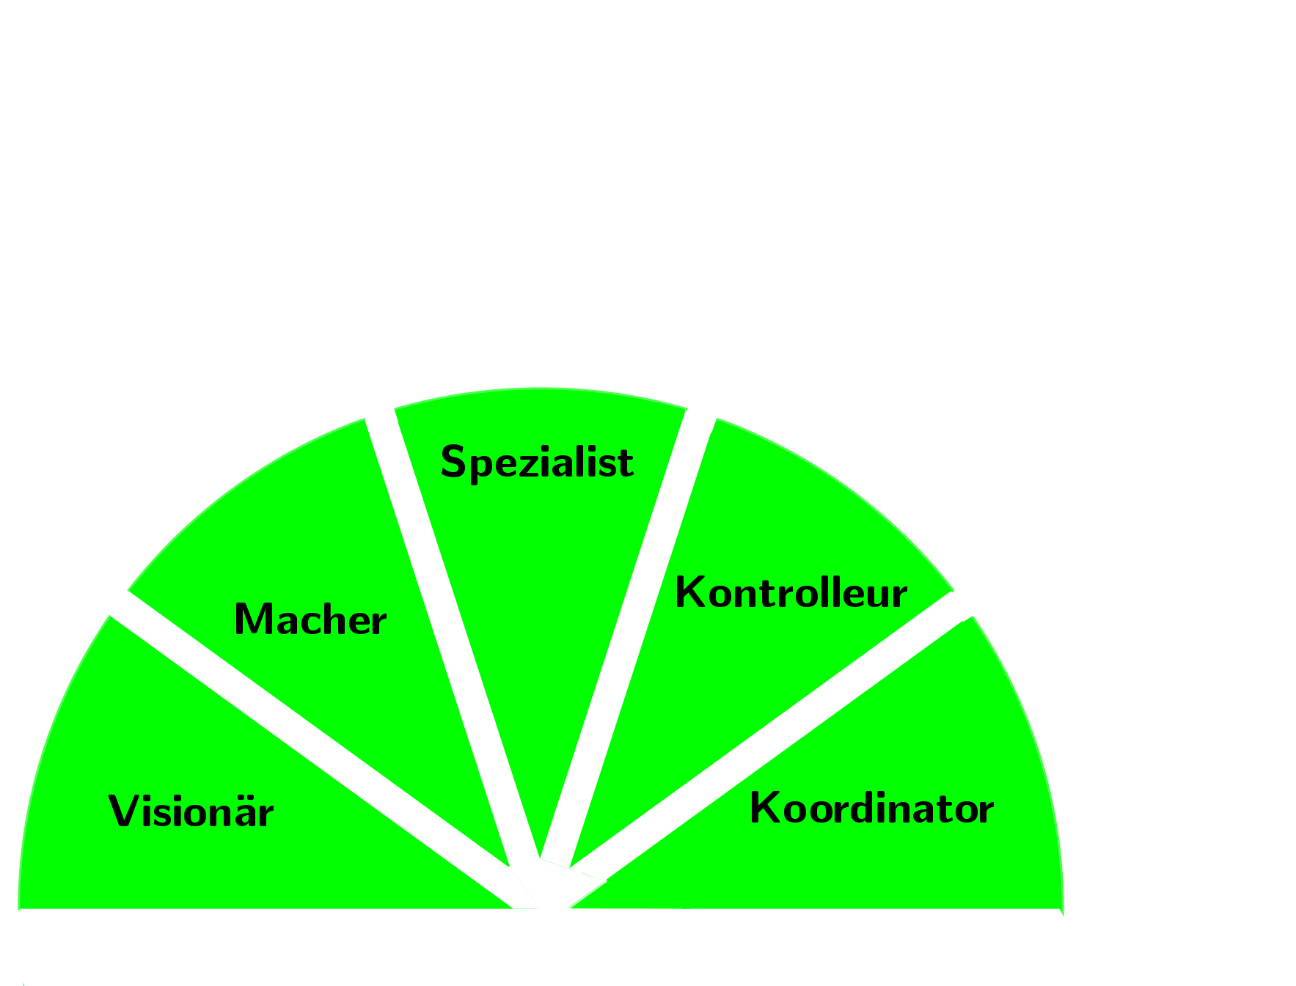 Spezialist
Kontrolleur
Macher
Koordinator
Visionär